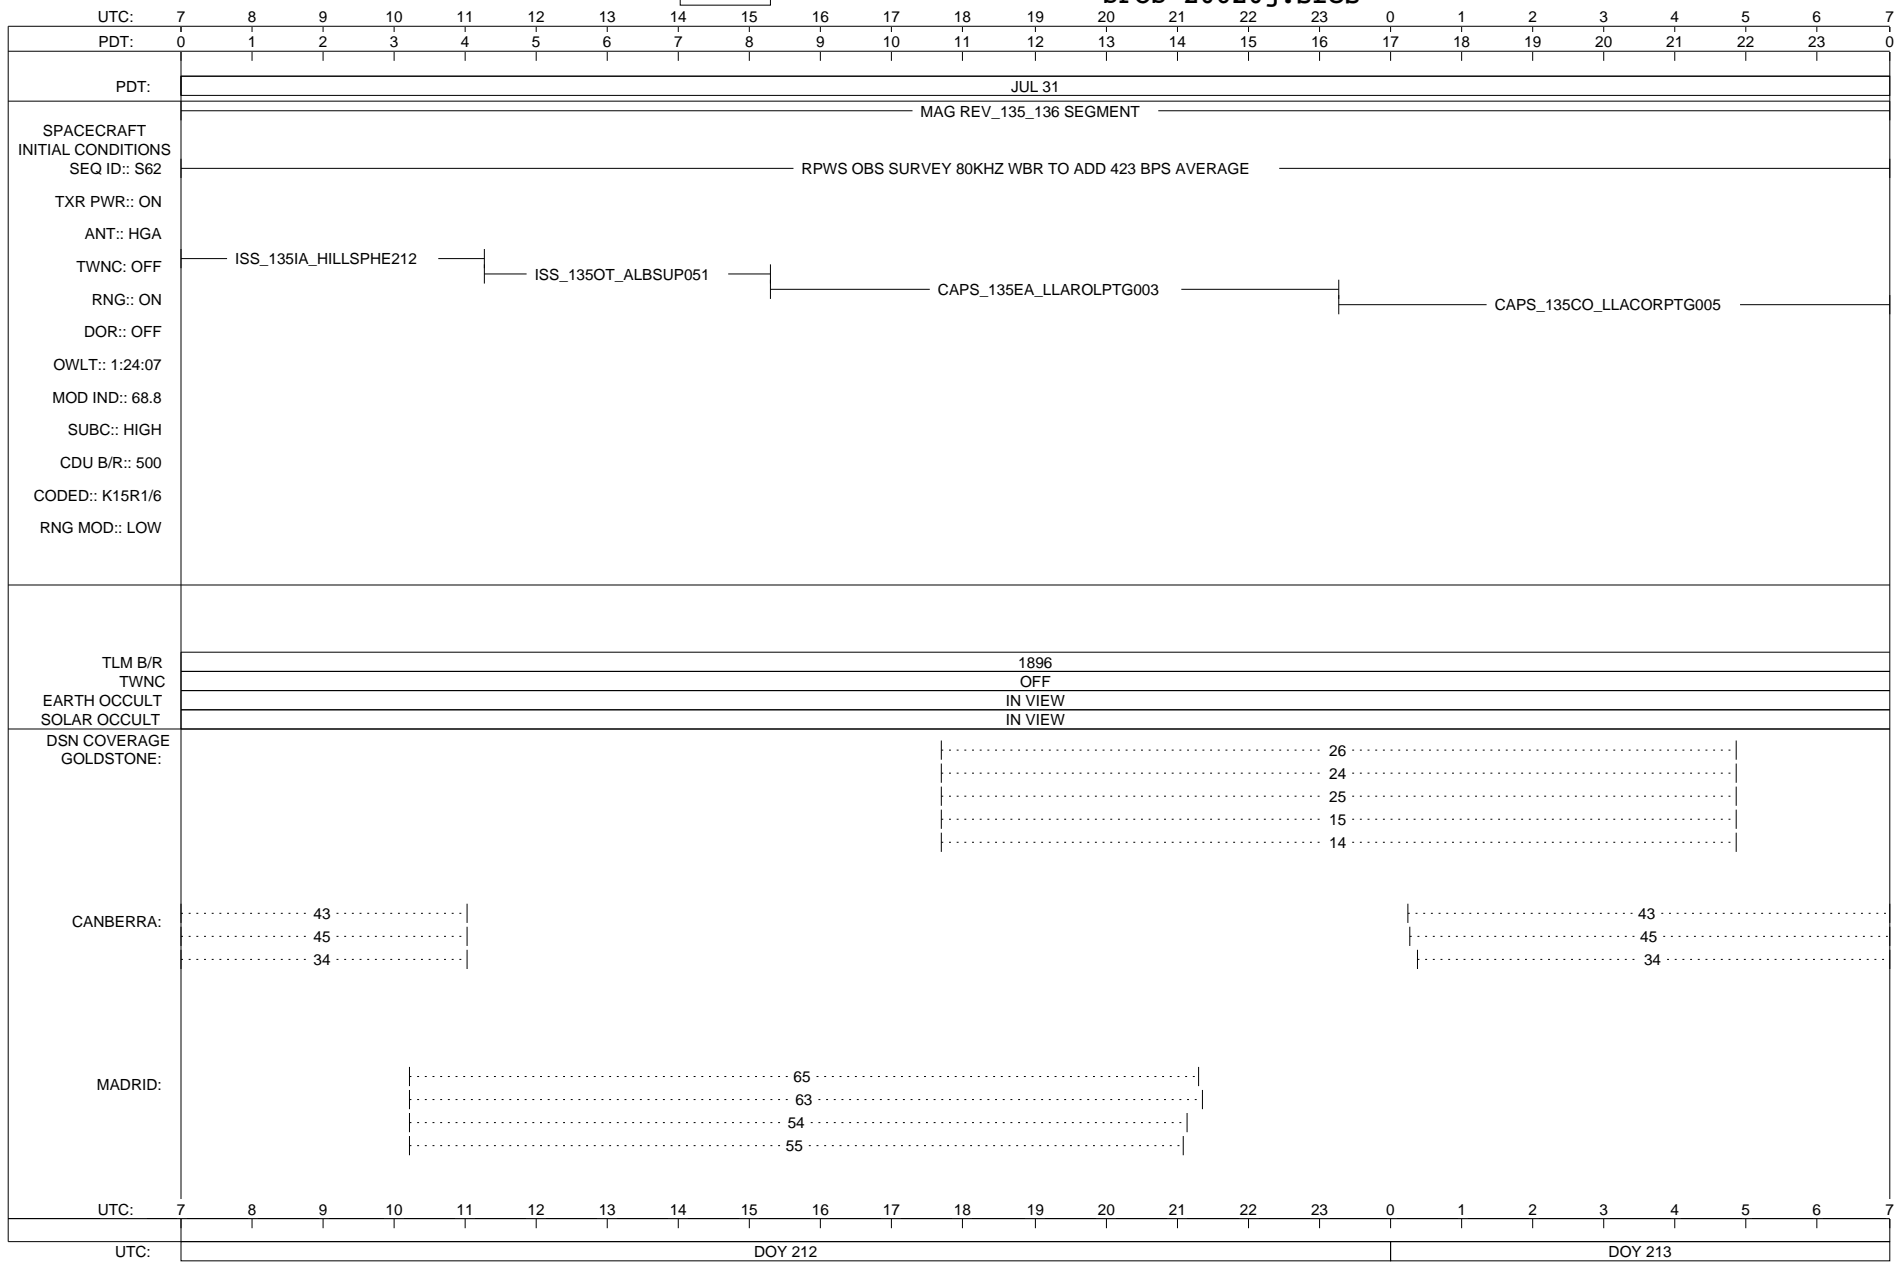 UTC: 7 8 9 10 11 12 13 14 15 16 17 18 19 20 21 22 23 0 1 2 3 4 5 6 7
PDT: 0 1 2 3 4 5 6 7 8 9 10 11 12 13 14 15 16 17 18 19 20 21 22 23 0
PDT: JUL 31
MAG REV_135_136 SEGMENT
SPACECRAFT
INITIAL CONDITIONS
SEQ ID:: S62
RPWS OBS SURVEY 80KHZ WBR TO ADD 423 BPS AVERAGE
TXR PWR:: ON
ANT:: HGA
ISS_135IA_HILLSPHE212
TWNC: OFF
ISS_135OT_ALBSUP051
CAPS_135EA_LLAROLPTG003
RNG:: ON
CAPS_135CO_LLACORPTG005
DOR:: OFF
OWLT:: 1:24:07
MOD IND:: 68.8
SUBC:: HIGH
CDU B/R:: 500
CODED:: K15R1/6
RNG MOD:: LOW
TLM B/R 1896
TWNC OFF
EARTH OCCULT IN VIEW
SOLAR OCCULT IN VIEW
DSN COVERAGE
GOLDSTONE:
26
24
25
15
14
CANBERRA:
43 43
45 45
34 34
MADRID:
65
63
54
55
UTC: 7 8 9 10 11 12 13 14 15 16 17 18 19 20 21 22 23 0 1 2 3 4 5 6 7
UTC: DOY 212 DOY 213